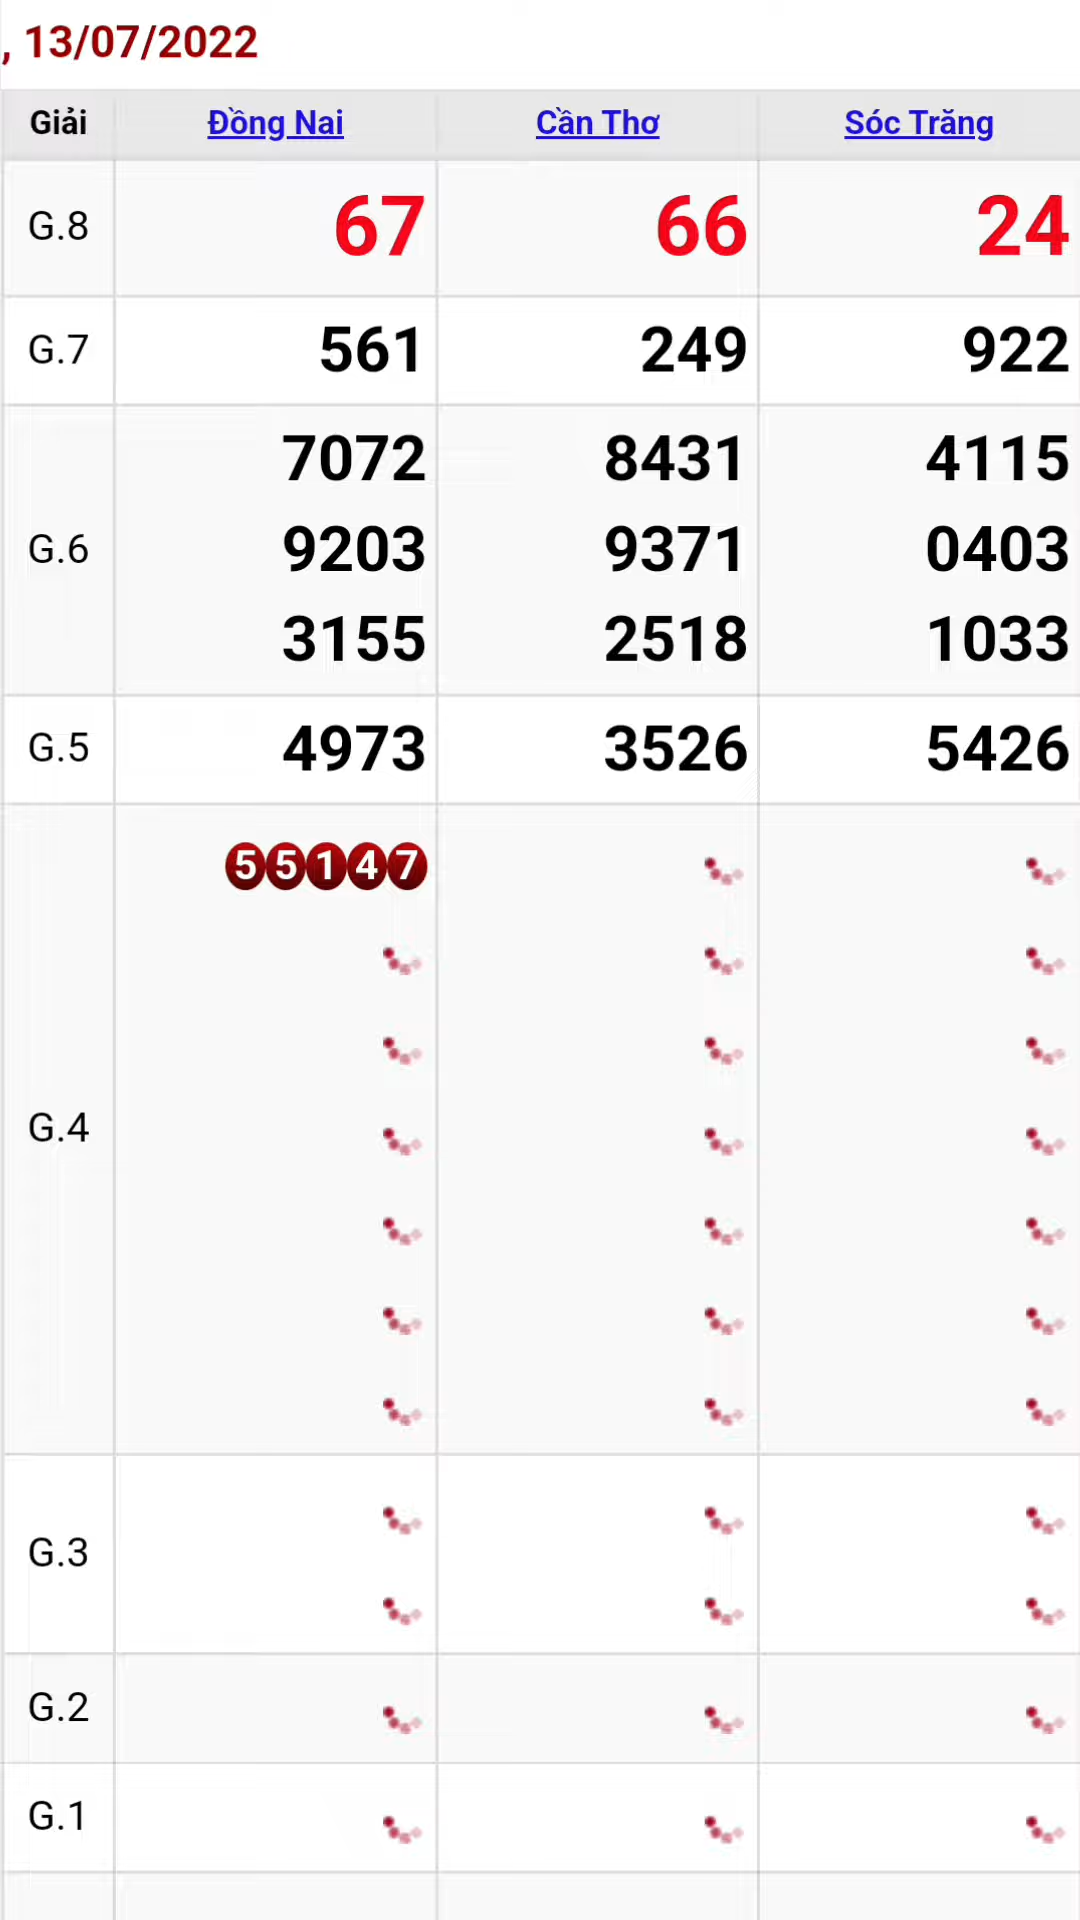 , 13/07/2022
Giải Đồng Nai Cần Thơ Sóc Trăng
G.8 67 66 24
G.7 561 249 922
G.6 7072 8431 4115
9203 9371 0403
3155 2518 1033
G.5 4973 3526 5426
G.4 55147
G.3
G.2
G.1